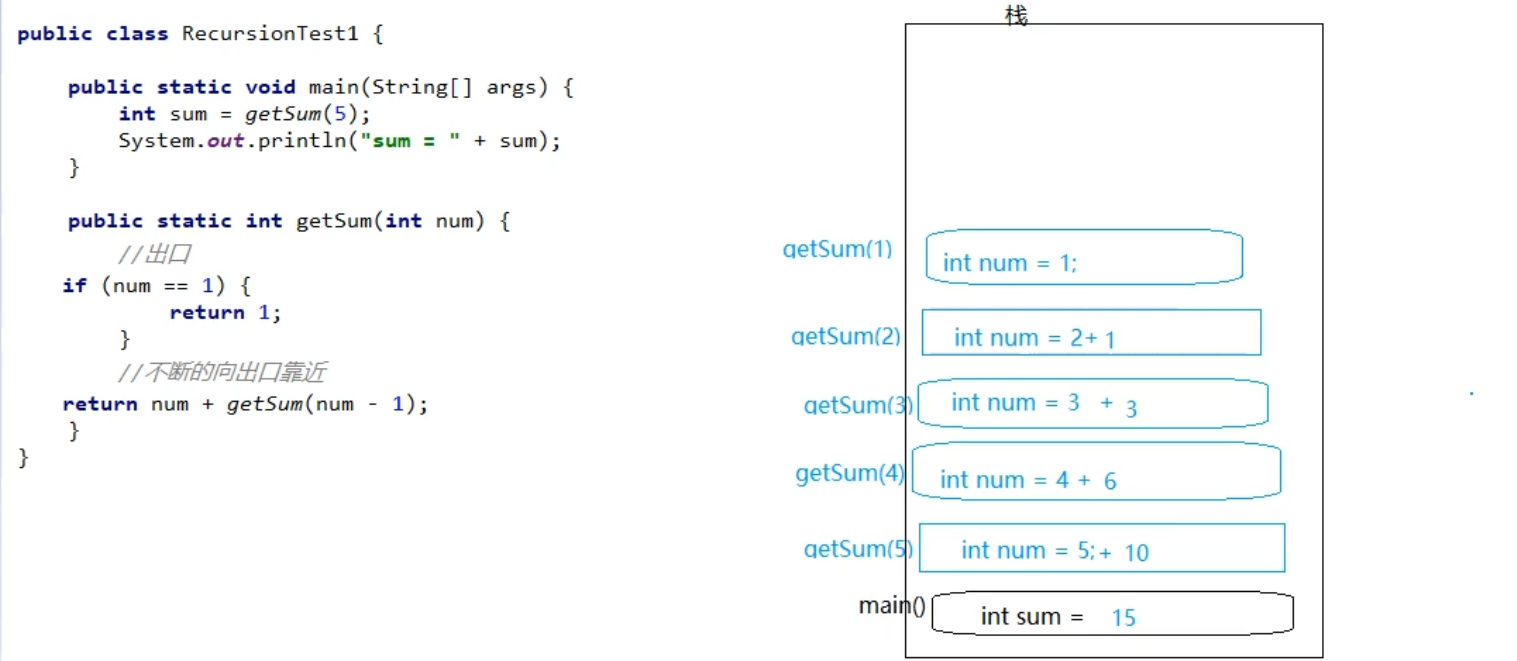 public class RecursionTest1 {
public static void main(String[] args) {
int sum = getSum(5);
System.out.println("sum = " + sum);
}
public static int getSum(int num) {
//出口
if (num == 1) {
return 1;
}
//不断的向出口靠近
return num + getSum(num - 1);
}
}
栈
getSum(1)
int num = 1;
getSum(2)
int num = 2+ 1
getSum(3)
int num = 3 + 3
getSum(4)
int num = 4 + 6
getSum(5)
int num = 5;+ 10
main()
int sum = 15